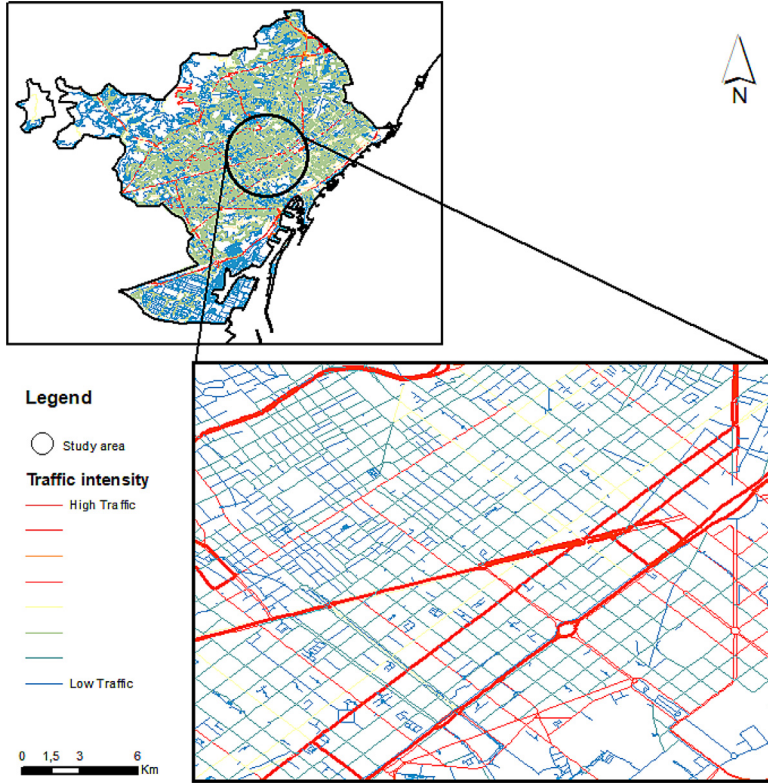 N
Legend
Study area
Traffic intensity
High Traffic
Low Traffic
0 1,5 3 6
Km